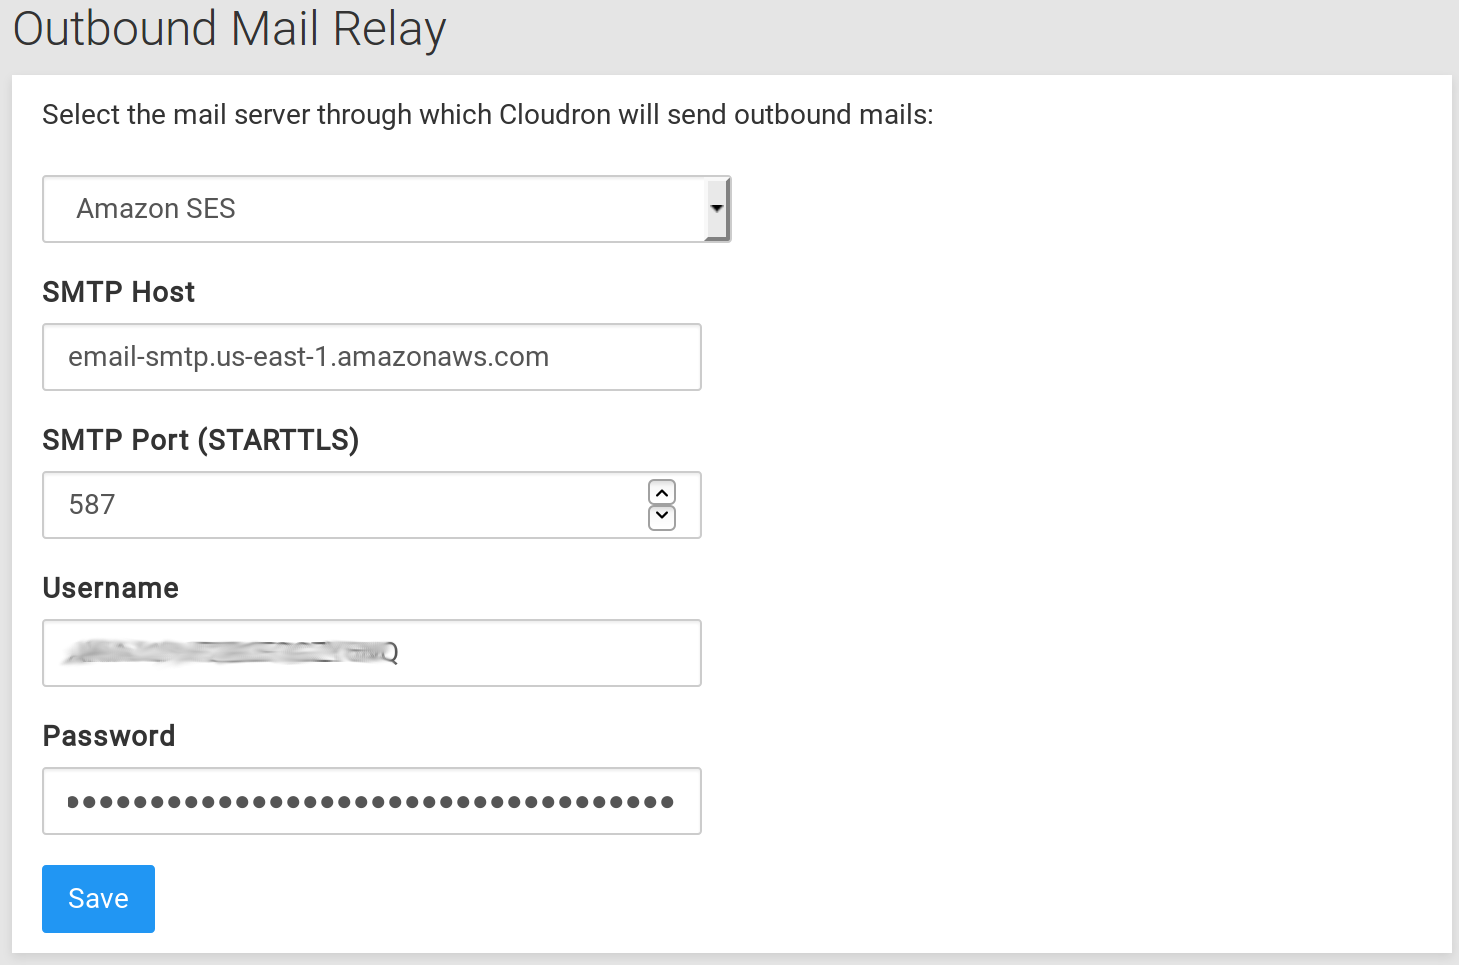 Outbound Mail Relay
Select the mail server through which Cloudron will send outbound mails:
Amazon SES
SMTP Host
email-smtp.us-east-1.amazonaws.com
SMTP Port (STARTTLS)
587
Username
Password
Save